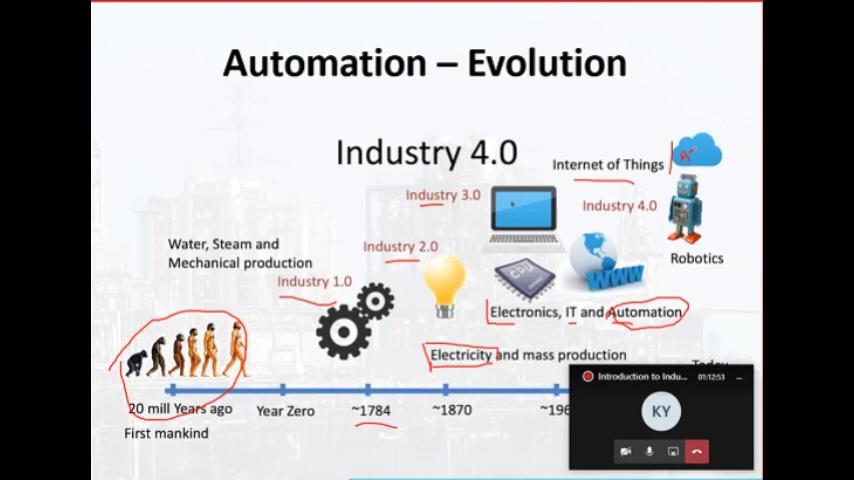 Automation – Evolution
Industry 4.0
Internet of Things
Industry 3.0
Industry 4.0
Water, Steam and
Mechanical production
Industry 2.0
Robotics
Industry 1.0
CPU
WWW
Electronics, IT and Automation
Electricity and mass production
Introduction to Indu...
01:12:53
KY
20 mill Years ago
Year Zero
~1784
~1870
First mankind